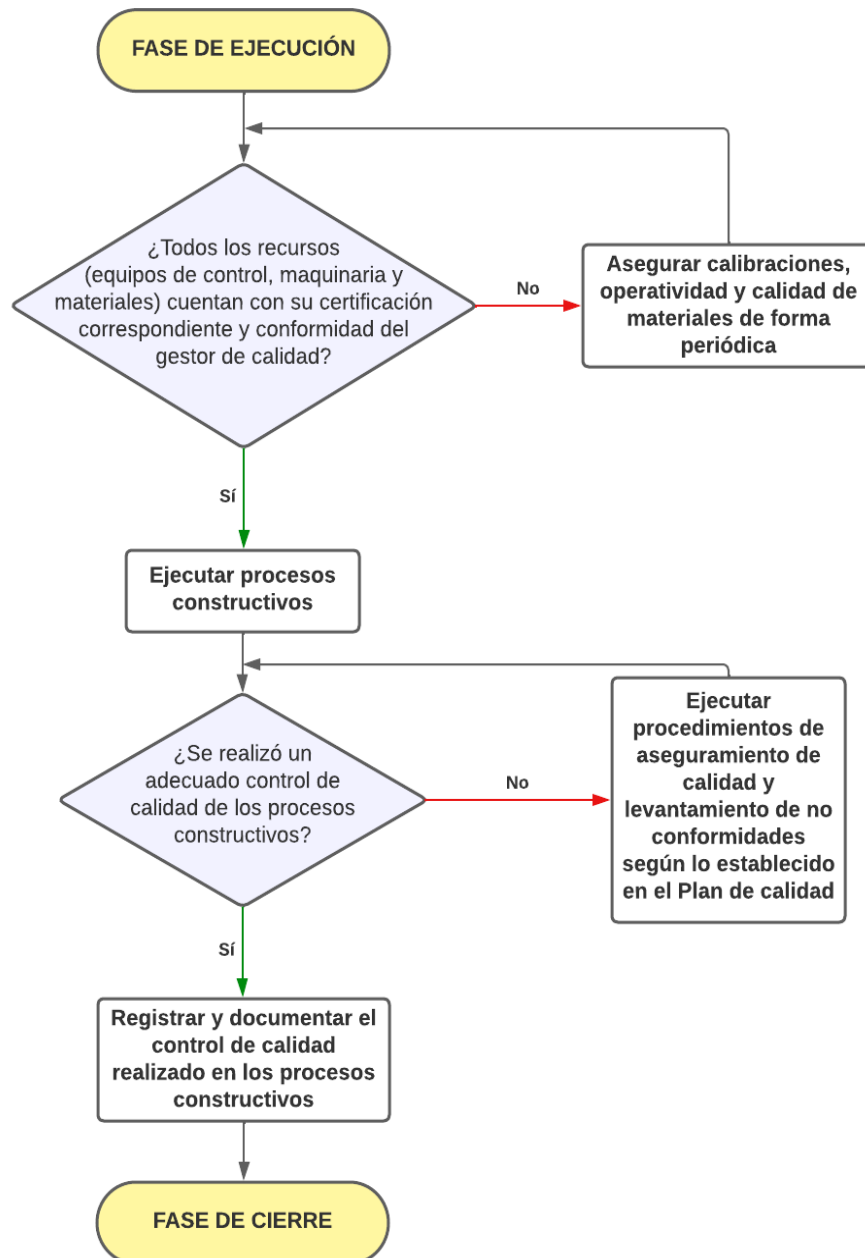 FASE DE EJECUCIÓN
¿Todos los recursos
(equipos de control, maquinaria y
materiales) cuentan con su certificación
correspondiente y conformidad del
gestor de calidad?
No
Asegurar calibraciones,
operatividad y calidad de
materiales de forma
periódica
Sí
Ejecutar procesos
constructivos
¿Se realizó un
adecuado control de
calidad de los procesos
constructivos?
No
Ejecutar
procedimientos de
aseguramiento de
calidad y
levantamiento de no
conformidades
según lo establecido
en el Plan de calidad
Sí
Registrar y documentar el
control de calidad
realizado en los procesos
constructivos
FASE DE CIERRE